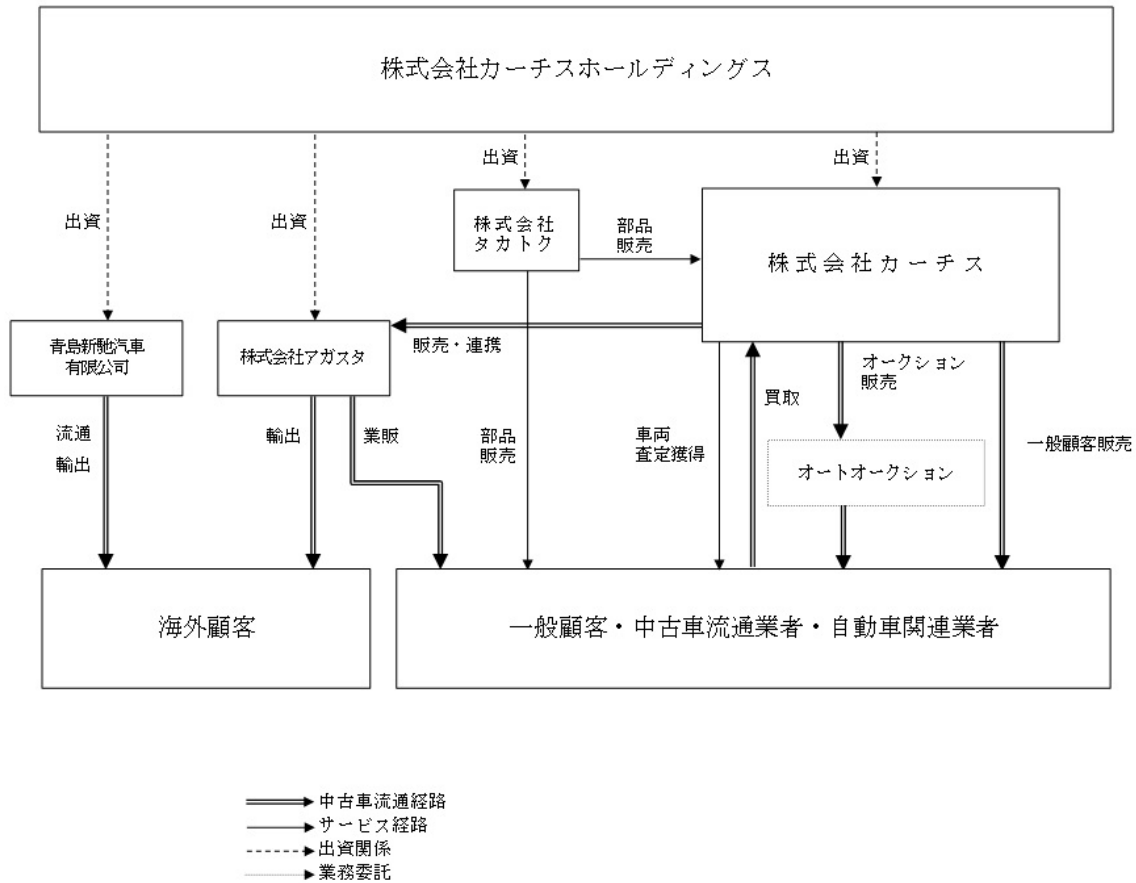 株式会社カーチスホールディングス
出資
出資
出資
出資
株式会社
タカトク
部品
販売
株式会社カーチス
青島新馳汽車
有限公司
株式会社アガスタ
販売・連携
オークション
販売
買取
流通
輸出
輸出
業販
部品
販売
車両
査定獲得
一般顧客販売
オートオークション
海外顧客
一般顧客・中古車流通業者・自動車関連業者
中古車流通経路
サービス経路
出資関係
業務委託